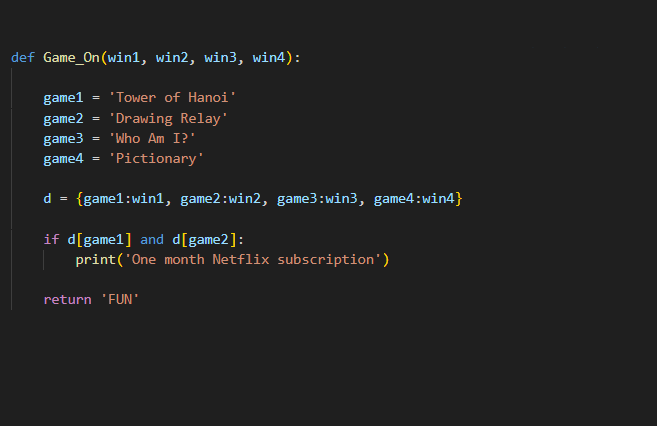 def Game_On(win1, win2, win3, win4):
game1 = 'Tower of Hanoi'
game2 = 'Drawing Relay'
game3 = 'Who Am I?'
game4 = 'Pictionary'
d = {game1:win1, game2:win2, game3:win3, game4:win4}
if d[game1] and d[game2]:
print('One month Netflix subscription')
return 'FUN'